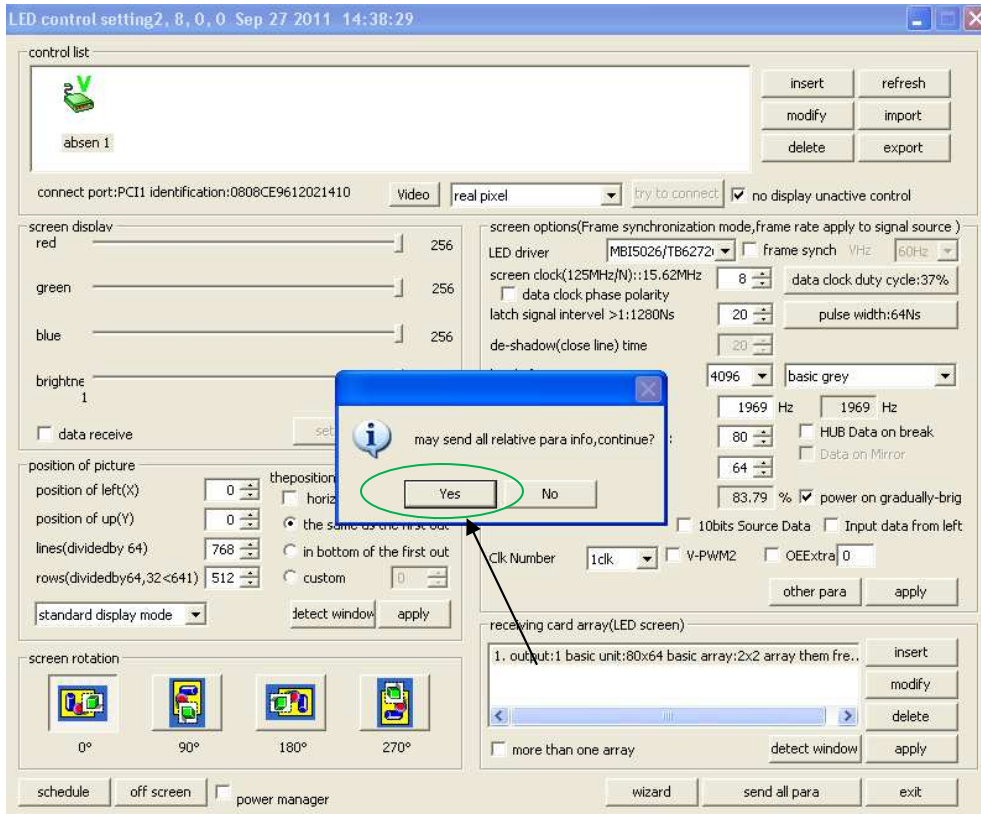 LED control setting2, 8, 0, 0 Sep 27 2011 14:38:29
control list
absen 1
insert
refresh
modify
import
delete
export
connect port:PCI1 identification:0808CE9612021410
Video
real pixel
try to connect
no display unactive control
screen display
red
256
green
256
blue
256
brightne
1
data receive
set
screen options(Frame synchronization mode,frame rate apply to signal source )
LED driver
MBI5026/TB6272
frame synch
VHz
60Hz
screen clock(125MHz/N)::15.62MHz
8
data clock duty cycle:37%
data clock phase polarity
latch signal intervel >1:1280Ns
20
pulse width:64Ns
de-shadow(close line) time
20
4096
basic grey
1969 Hz
1969 Hz
80
HUB Data on break
64
Data on Mirror
83.79 %
power on gradually-brig
10bits Source Data
Input data from left
Clk Number
1clk
V-PWM2
OEExtra
0
other para
apply
may send all relative para info,continue?
Yes
No
position of picture
position of left(X)
0
position of up(Y)
0
lines(dividedby 64)
768
rows(dividedby64,32<641)
512
standard display mode
theposition
horiz
the same as the first out
in bottom of the first out
custom
0
detect window
apply
screen rotation
0°
90°
180°
270°
receiving card array(LED screen)
1. output:1 basic unit:80x64 basic array:2x2 array them fre..
insert
modify
delete
more than one array
detect window
apply
schedule
off screen
power manager
wizard
send all para
exit